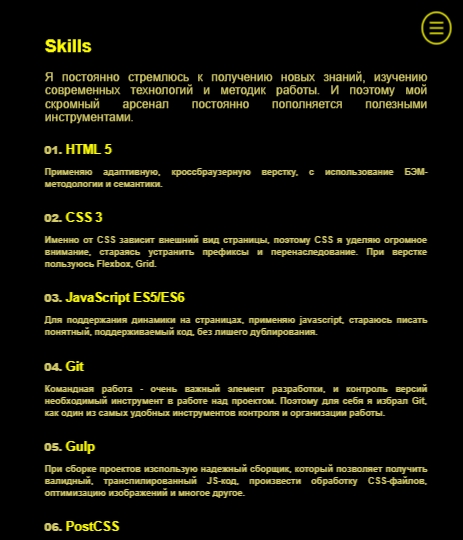 Skills
Я постоянно стремлюсь к получению новых знаний, изучению
современных технологий и методик работы. И поэтому мой
скромный арсенал постоянно пополняется полезными
инструментами.
01. HTML 5
Применяю адаптивную, кроссбраузерную верстку, с использование БЭМ-
методологии и семантики.
02. CSS 3
Именно от CSS зависит внешний вид страницы, поэтому CSS я уделяю огромное
внимание, стараясь устранить префиксы и перенаследование. При верстке
пользуюсь Flexbox, Grid.
03. JavaScript ES5/ES6
Для поддержания динамики на страницах, применяю javascript, стараюсь писать
понятный, поддерживаемый код, без лишего дублирования.
04. Git
Командная работа - очень важный элемент разработки, и контроль версий
необходимый инструмент в работе над проектом. Поэтому для себя я избрал Git,
как один из самых удобных инструментов контроля и организации работы.
05. Gulp
При сборке проектов изспользую надежный сборщик, который позволяет получить
валидный, транспилированный JS-код, произвести обработку CSS-файлов,
оптимизацию изображений и многое другое.
06. PostCSS